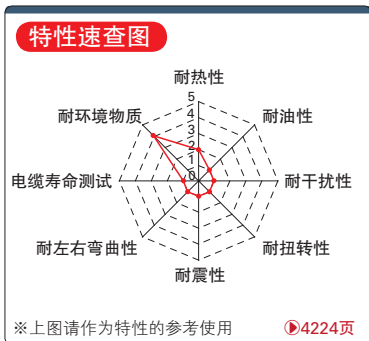 特性速查图
耐热性
5
4
3
2
1
0
耐环境物质
耐油性
电缆寿命测试
耐干扰性
耐左右弯曲性
耐扭转性
耐震性
※上图请作为特性的参考使用
4224页